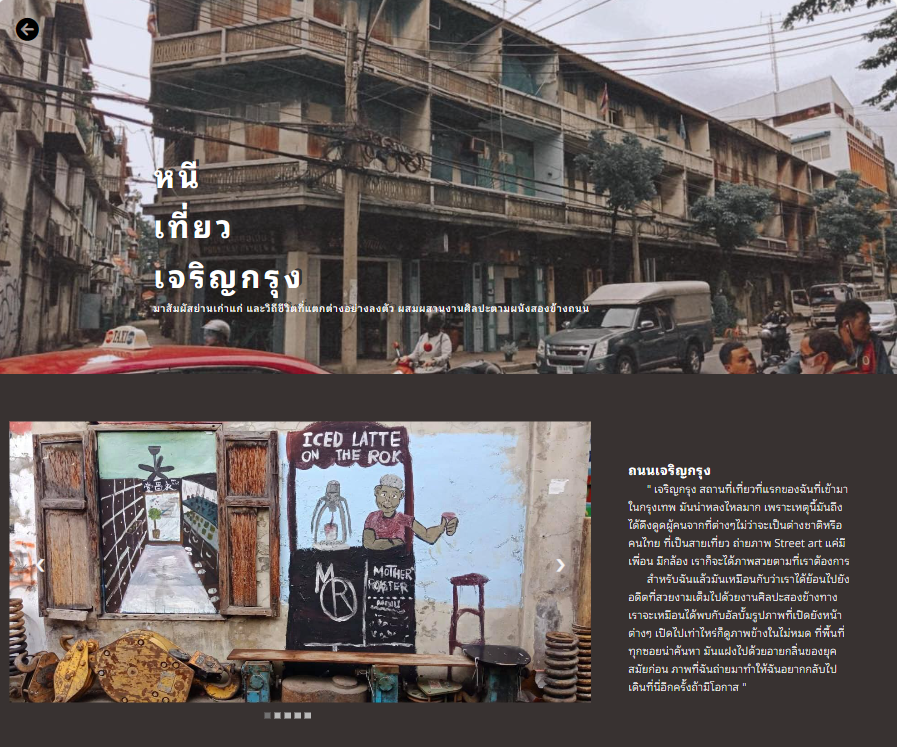 หนี
เที่ยว
เจริญกรุง
มาสัมผัสย่านเก่าแก่ และวิถีชีวิตที่แตกต่างอย่างลงตัว ผสมผสานงานศิลปะตามผนังสองข้างถนน
TAXI
ICED LATTE
ON THE ROK
MR
MOTHER
ROASTER
MENU
ถนนเจริญกรุง
" เจริญกรุง สถานที่เที่ยวที่แรกของฉันที่เข้ามา
ในกรุงเทพ มันน่าหลงใหลมาก เพราะเหตุนี้มันถึง
ได้ดึงดูดผู้คนจากที่ต่างๆไม่ว่าจะเป็นต่างชาติหรือ
คนไทย ที่เป็นสายเที่ยว ถ่ายภาพ Street art แค่มี
เพื่อน มีกล้อง เราก็จะได้ภาพสวยตามที่เราต้องการ
สำหรับฉันแล้วมันเหมือนกับว่าเราได้ย้อนไปยัง
อดีตที่สวยงามเต็มไปด้วยงานศิลปะสองข้างทาง
เราจะเหมือนได้พบกับอัลบั้มรูปภาพที่เปิดยังหน้า
ต่างๆ เปิดไปเท่าไหร่ก็ดูภาพข้างในไม่หมด ที่พื้นที่
ทุกซอยน่าค้นหา มันแฝงไปด้วยอายกลิ่นของยุค
สมัยก่อน ภาพที่ฉันถ่ายมาทำให้ฉันอยากกลับไป
เดินที่นี่อีกครั้งถ้ามีโอกาส "